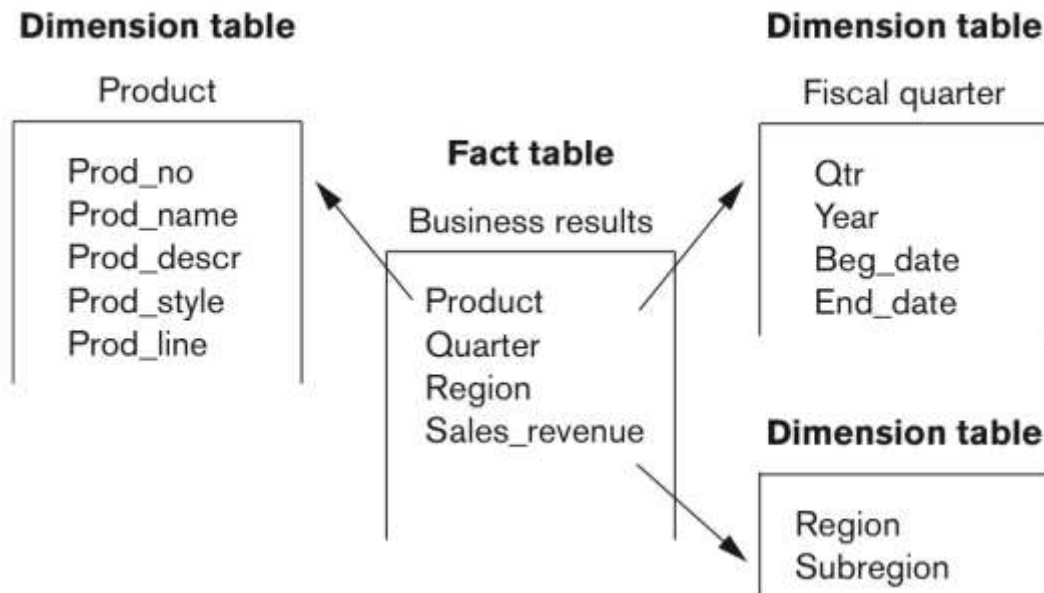 Dimension table
Product
Prod_no
Prod_name
Prod_descr
Prod_style
Prod_line
Fact table
Business results
Product
Quarter
Region
Sales_revenue
Dimension table
Fiscal quarter
Qtr
Year
Beg_date
End_date
Dimension table
Region
Subregion